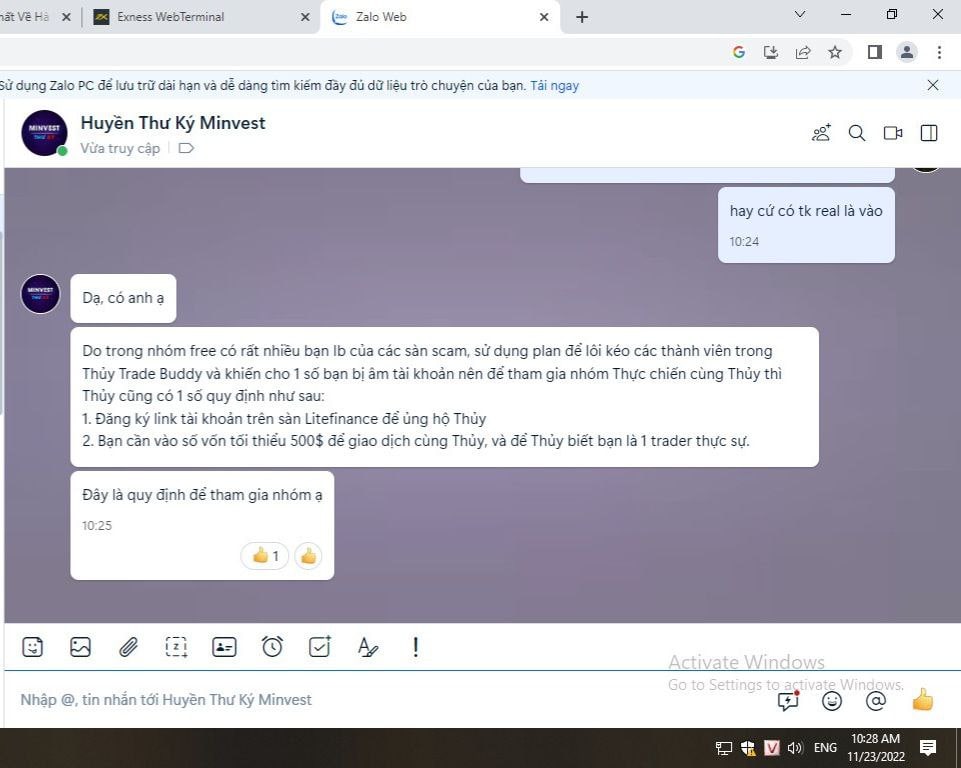 hất Về Hà
Exness WebTerminal
Zalo Web
Sử dụng Zalo PC để lưu trữ dài hạn và dễ dàng tìm kiếm đầy đủ dữ liệu trò chuyện của bạn. Tải ngay
MINVEST
THƯ KÝ
Huyền Thư Ký Minvest
Vừa truy cập
hay cứ có tk real là vào
10:24
MINVEST
THƯ KÝ
Dạ, có anh ạ
Do trong nhóm free có rất nhiều bạn Ib của các sàn scam, sử dụng plan để lôi kéo các thành viên trong
Thủy Trade Buddy và khiến cho 1 số bạn bị âm tài khoản nên để tham gia nhóm Thực chiến cùng Thủy thì
Thủy cũng có 1 số quy định như sau:
1. Đăng ký link tài khoản trên sàn Litefinance để ủng hộ Thủy
2. Bạn cần vào số vốn tối thiểu 500$ để giao dịch cùng Thủy, và để Thủy biết bạn là 1 trader thực sự.
Đây là quy định để tham gia nhóm ạ
10:25
1
Activate Windows
Go to Settings to activate Windows.
Nhập @, tin nhắn tới Huyền Thư Ký Minvest
ENG
10:28 AM
11/23/2022